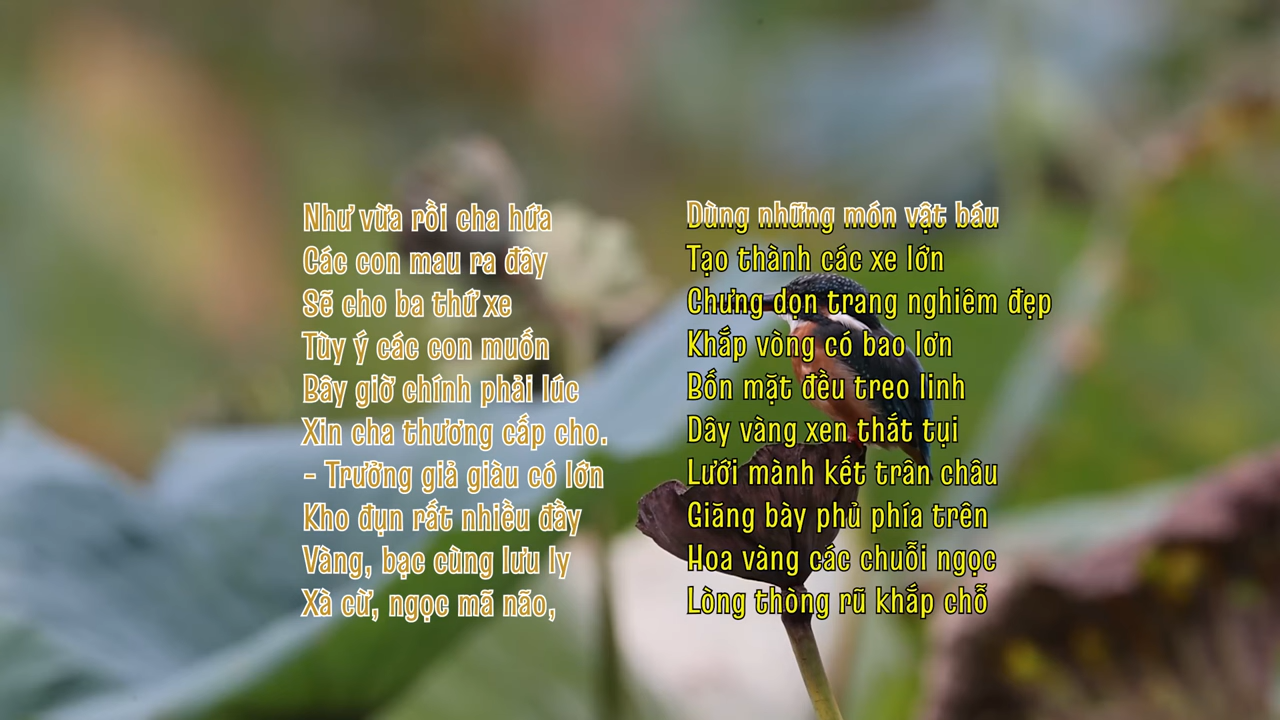 Như vừa rồi cha hứa
Các con mau ra đây
Sẽ cho ba thứ xe
Tùy ý các con muốn
Bây giờ chính phải lúc
Xin cha thương cấp cho.
- Trưởng giả giàu có lớn
Kho đụn rất nhiều đầy
Vàng, bạc cùng lưu ly
Xà cừ, ngọc mã não,
Dùng những món vật báu
Tạo thành các xe lớn
Chưng dọn trang nghiêm đẹp
Khắp vòng có bao lơn
Bốn mặt đều treo linh
Dây vàng xen thắt tụi
Lưới mành kết trân châu
Giăng bày phủ phía trên
Hoa vàng các chuỗi ngọc
Lòng thòng rũ khắp chỗ